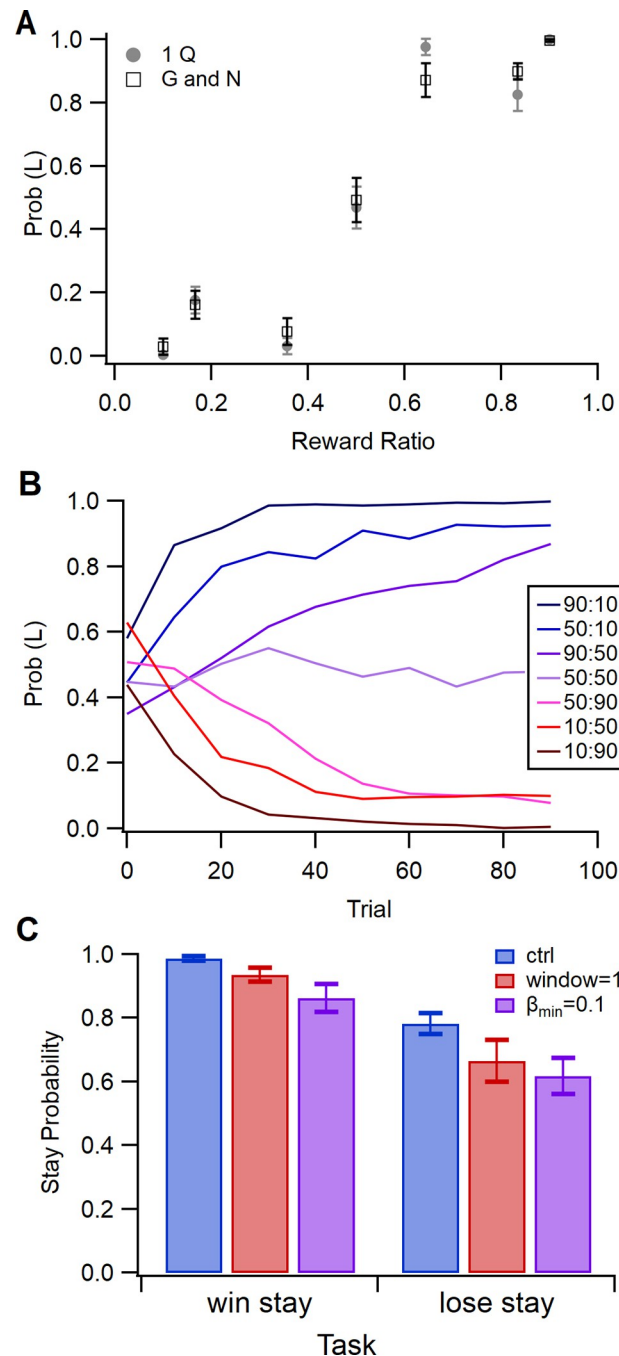 A
1.0
0.8
0.6
0.4
0.2
0.0
Prob (L)
1 Q
G and N
0.0 0.2 0.4 0.6 0.8 1.0
Reward Ratio
B
1.0
0.8
0.6
0.4
0.2
0.0
Prob (L)
90:10
50:10
90:50
50:50
50:90
10:50
10:90
0 20 40 60 80 100
Trial
C
1.0
0.8
0.6
0.4
0.2
0.0
Stay Probability
ctrl
window=1
βmin=0.1
win stay lose stay
Task